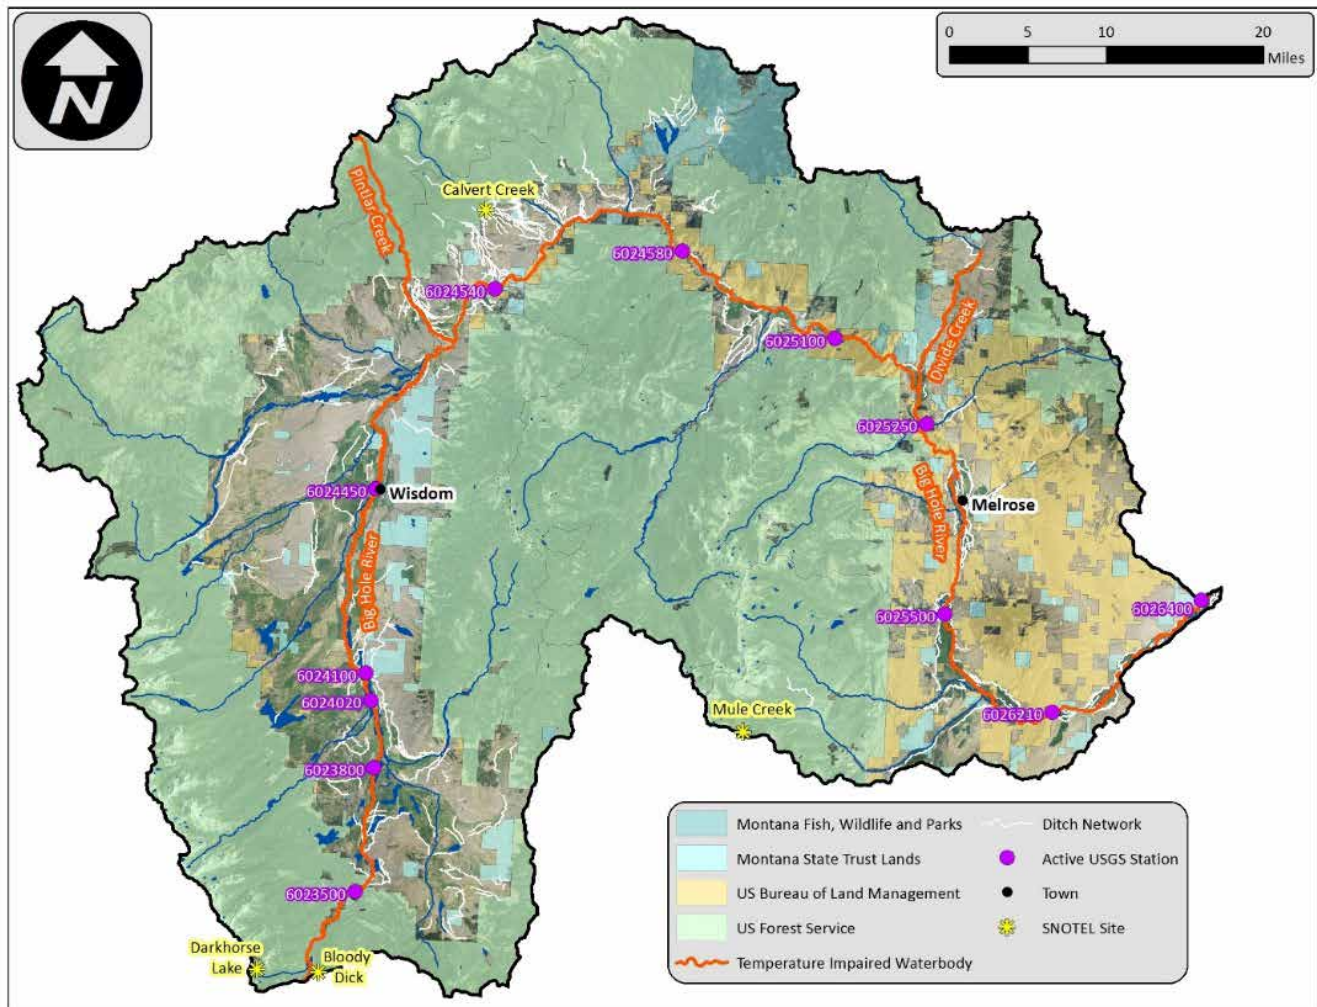 N
0 5 10 20
Miles
Pintlar Creek
Calvert Creek
6024580
6024540
6025100
Divide Creek
6025250
6024450
Wisdom
Big Hole River
Melrose
Big Hole River
6026400
6025500
6024100
6024020
Mule Creek
6026210
6023800
6023500
Darkhorse
Lake
Bloody
Dick
Montana Fish, Wildlife and Parks
Ditch Network
Montana State Trust Lands
Active USGS Station
US Bureau of Land Management
Town
US Forest Service
SNOTEL Site
Temperature Impaired Waterbody